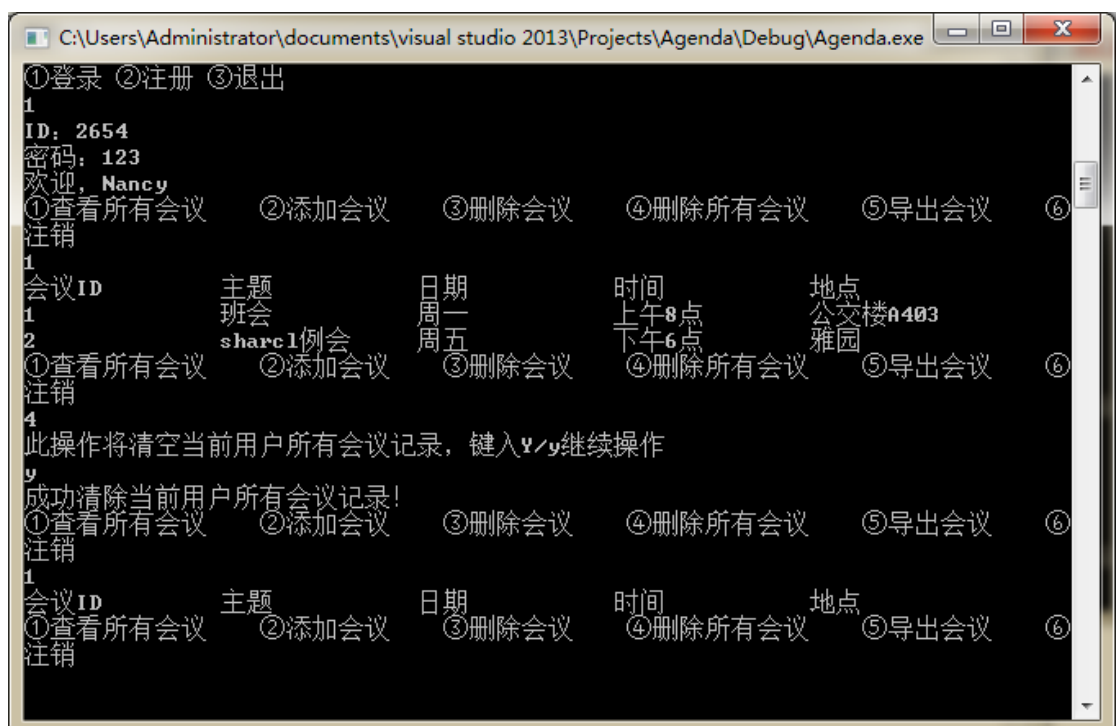 C:\Users\Administrator\documents\visual studio 2013\Projects\Agenda\Debug\Agenda.exe
①登录 ②注册 ③退出
1
ID: 2654
密码: 123
欢迎, Nancy
①查看所有会议 ②添加会议 ③删除会议 ④删除所有会议 ⑤导出会议 ⑥
注销
1
会议ID 主题 日期 时间 地点
1 班会 周一 上午8点 公交楼A403
2 sharcl例会 周五 下午6点 雅园
①查看所有会议 ②添加会议 ③删除会议 ④删除所有会议 ⑤导出会议 ⑥
注销
4
此操作将清空当前用户所有会议记录，键入Y/y继续操作
y
成功清除当前用户所有会议记录!
①查看所有会议 ②添加会议 ③删除会议 ④删除所有会议 ⑤导出会议 ⑥
注销
1
会议ID 主题 日期 时间 地点
①查看所有会议 ②添加会议 ③删除会议 ④删除所有会议 ⑤导出会议 ⑥
注销